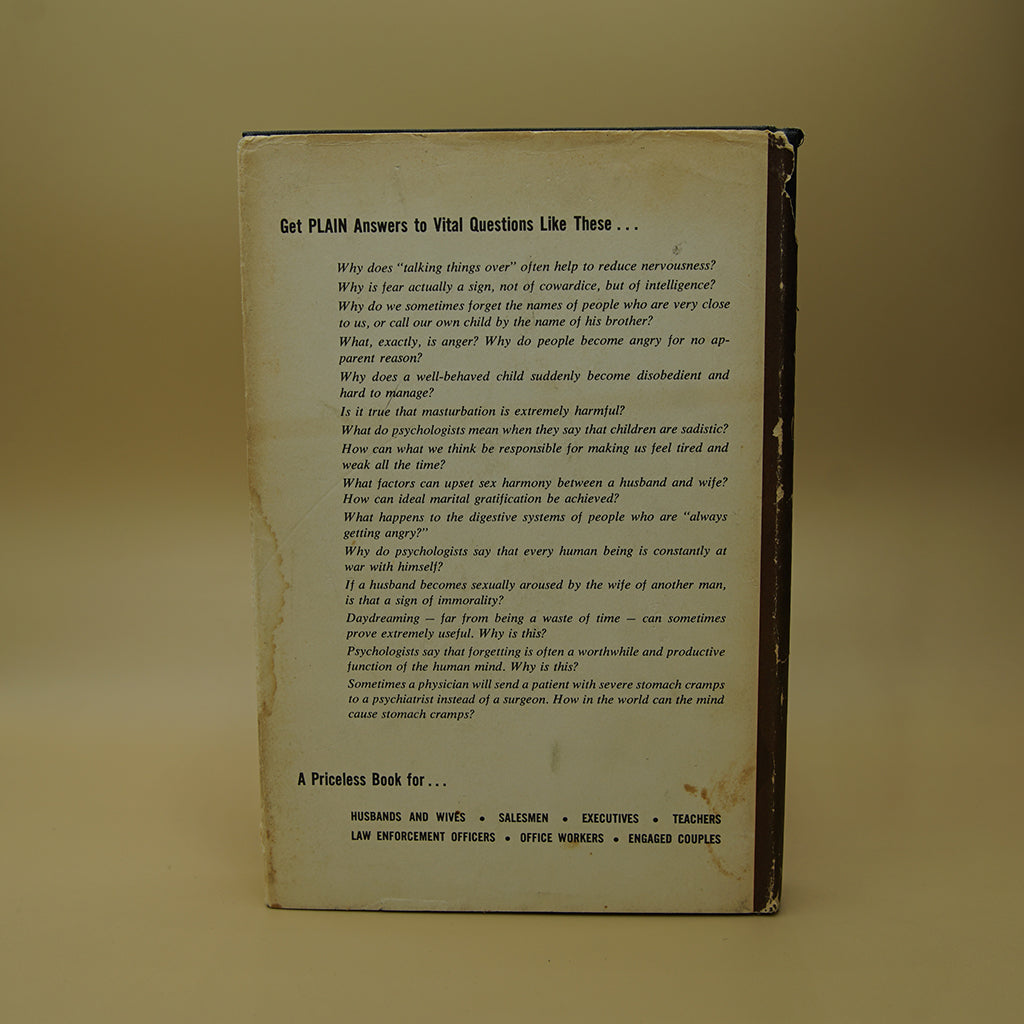 Get PLAIN Answers to Vital Questions Like These . . .
Why does “talking things over” often help to reduce nervousness?
Why is fear actually a sign, not of cowardice, but of intelligence?
Why do we sometimes forget the names of people who are very close
to us, or call our own child by the name of his brother?
What, exactly, is anger? Why do people become angry for no ap-
parent reason?
Why does a well-behaved child suddenly become disobedient and
hard to manage?
Is it true that masturbation is extremely harmful?
What do psychologists mean when they say that children are sadistic?
How can what we think be responsible for making us feel tired and
weak all the time?
What factors can upset sex harmony between a husband and wife?
How can ideal marital gratification be achieved?
What happens to the digestive systems of people who are “always
getting angry?”
Why do psychologists say that every human being is constantly at
war with himself?
If a husband becomes sexually aroused by the wife of another man,
is that a sign of immorality?
Daydreaming — far from being a waste of time — can sometimes
prove extremely useful. Why is this?
Psychologists say that forgetting is often a worthwhile and productive
function of the human mind. Why is this?
Sometimes a physician will send a patient with severe stomach cramps
to a psychiatrist instead of a surgeon. How in the world can the mind
cause stomach cramps?
A Priceless Book for . . .
HUSBANDS AND WIVES • SALESMEN • EXECUTIVES • TEACHERS
LAW ENFORCEMENT OFFICERS • OFFICE WORKERS • ENGAGED COUPLES